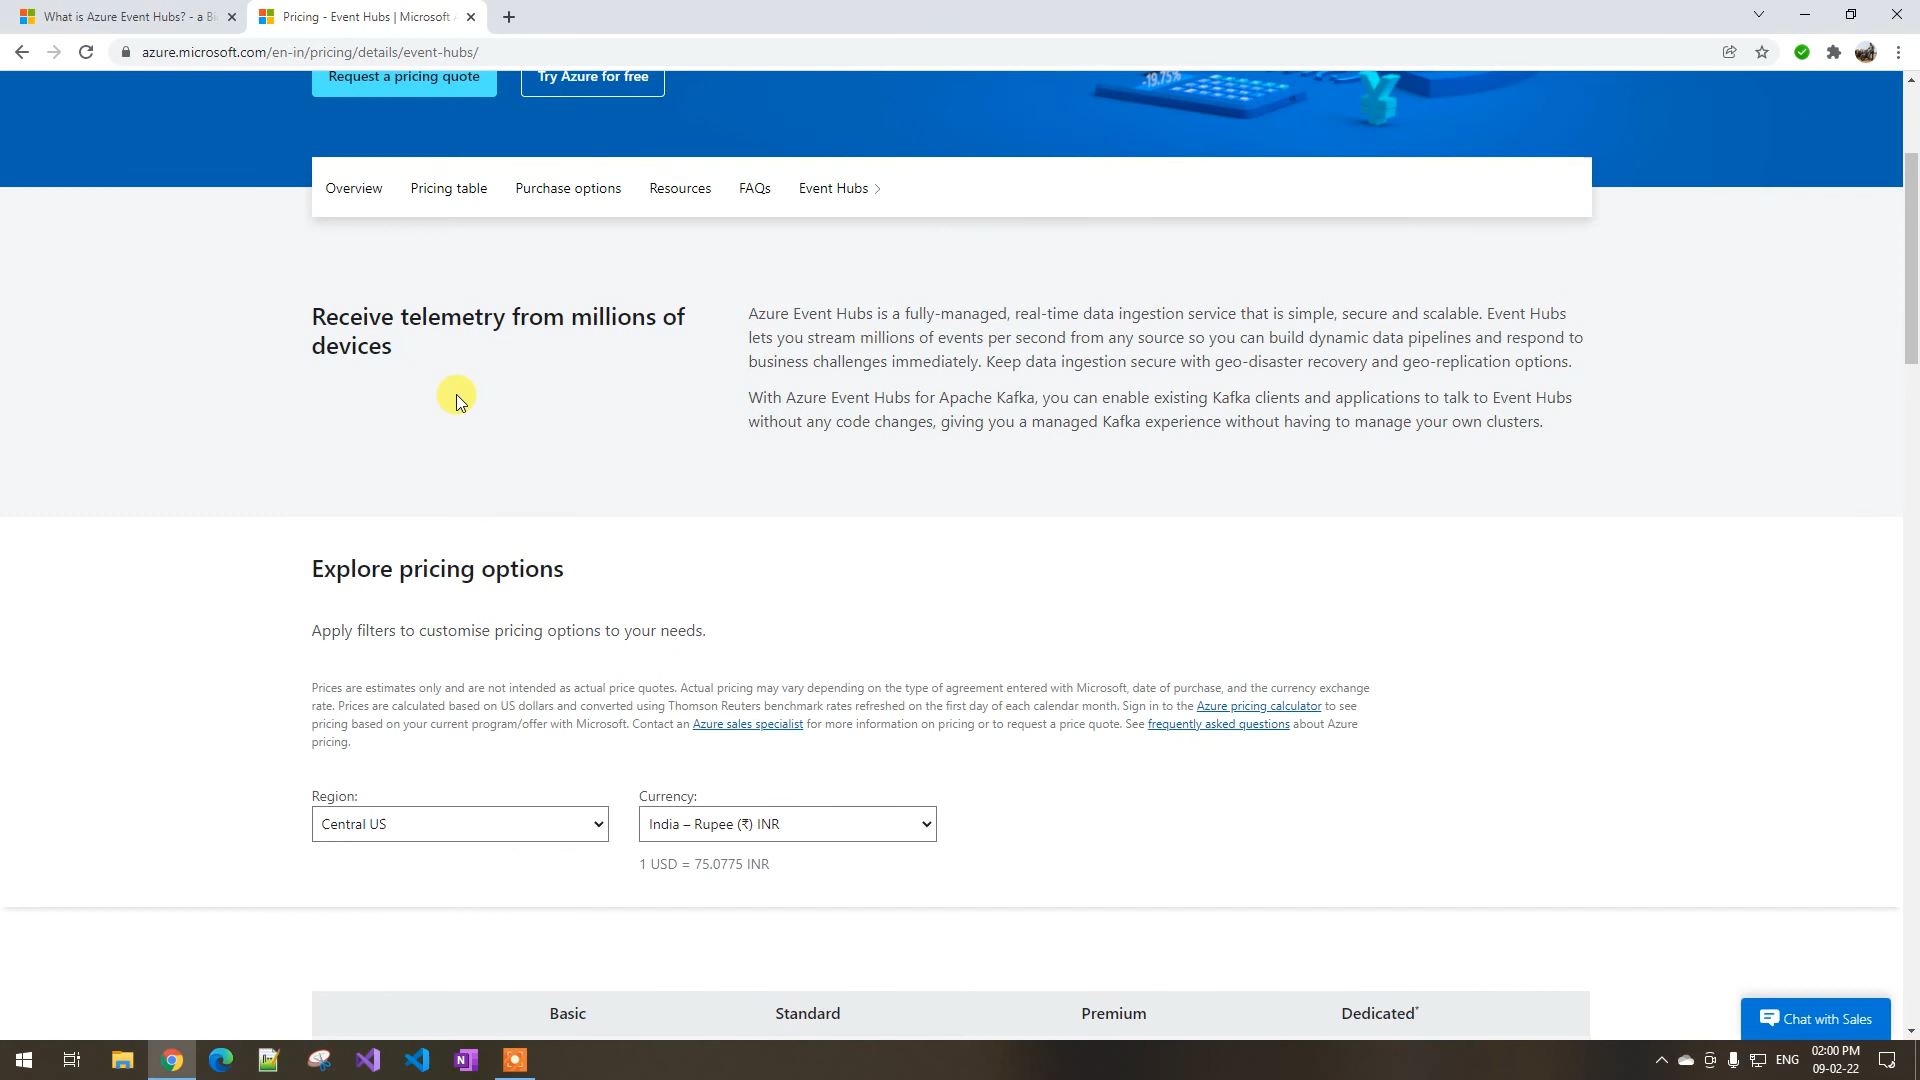 What is Azure Event Hubs? - a Bi
Pricing - Event Hubs | Microsoft A
azure.microsoft.com/en-in/pricing/details/event-hubs/
Request a pricing quote
Try Azure for free
-19.75%
Overview
Pricing table
Purchase options
Resources
FAQs
Event Hubs
Receive telemetry from millions of
devices
Azure Event Hubs is a fully-managed, real-time data ingestion service that is simple, secure and scalable. Event Hubs
lets you stream millions of events per second from any source so you can build dynamic data pipelines and respond to
business challenges immediately. Keep data ingestion secure with geo-disaster recovery and geo-replication options.
With Azure Event Hubs for Apache Kafka, you can enable existing Kafka clients and applications to talk to Event Hubs
without any code changes, giving you a managed Kafka experience without having to manage your own clusters.
Explore pricing options
Apply filters to customise pricing options to your needs.
Prices are estimates only and are not intended as actual price quotes. Actual pricing may vary depending on the type of agreement entered with Microsoft, date of purchase, and the currency exchange
rate. Prices are calculated based on US dollars and converted using Thomson Reuters benchmark rates refreshed on the first day of each calendar month. Sign in to the Azure pricing calculator to see
pricing based on your current program/offer with Microsoft. Contact an Azure sales specialist for more information on pricing or to request a price quote. See frequently asked questions about Azure
pricing.
Region:
Central US
Currency:
India – Rupee (₹) INR
1 USD = 75.0775 INR
Basic
Standard
Premium
Dedicated*
Chat with Sales
N
ENG
02:00 PM
09-02-22